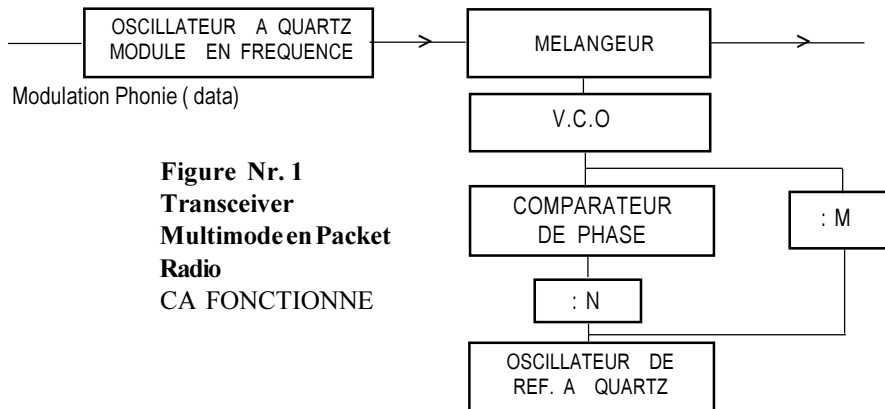 OSCILLATEUR A QUARTZ
MODULE EN FREQUENCE
MELANGEUR
Modulation Phonie ( data)
V.C.O
Figure Nr. 1
Transceiver
Multimode en Packet
Radio
CA FONCTIONNE
COMPARATEUR
DE PHASE
: M
: N
OSCILLATEUR DE
REF. A QUARTZ